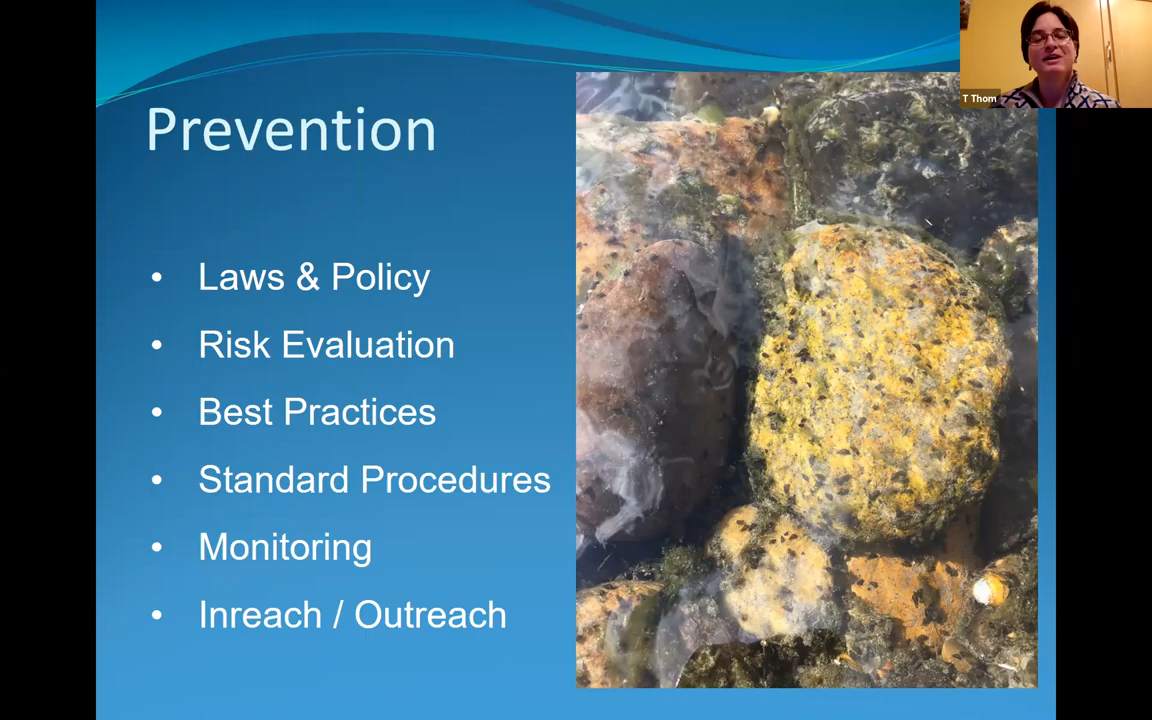 T Thom
Prevention
• Laws & Policy
• Risk Evaluation
• Best Practices
• Standard Procedures
• Monitoring
• Inreach / Outreach